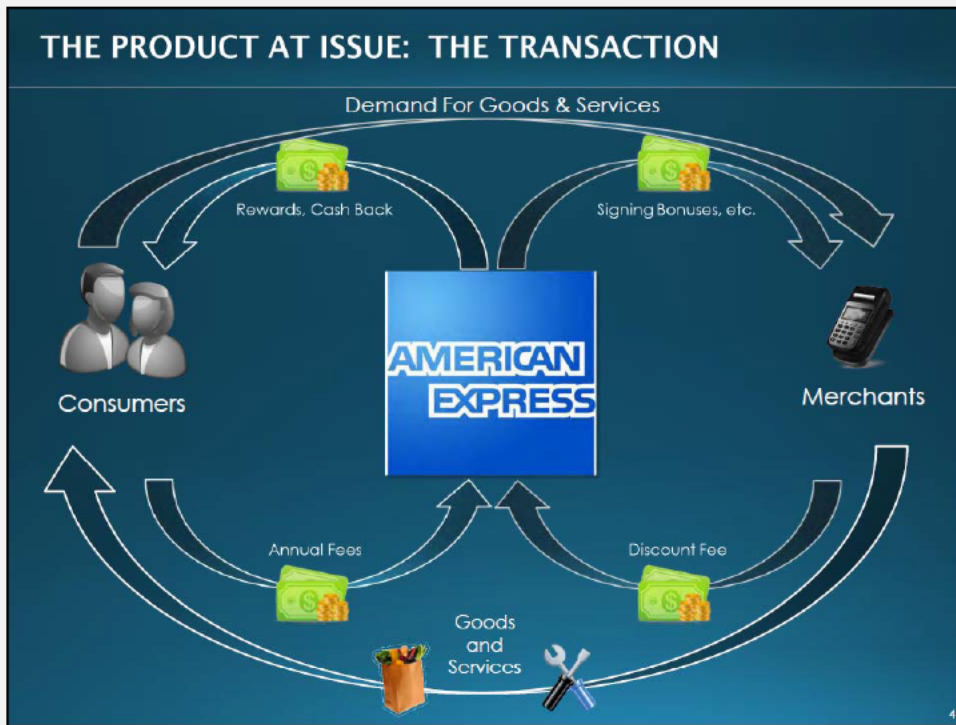 THE PRODUCT AT ISSUE: THE TRANSACTION
Demand For Goods & Services
Rewards, Cash Back
Signing Bonuses, etc.
AMERICAN
EXPRESS
Consumers
Merchants
Annual Fees
Discount Fee
Goods
and
Services
4